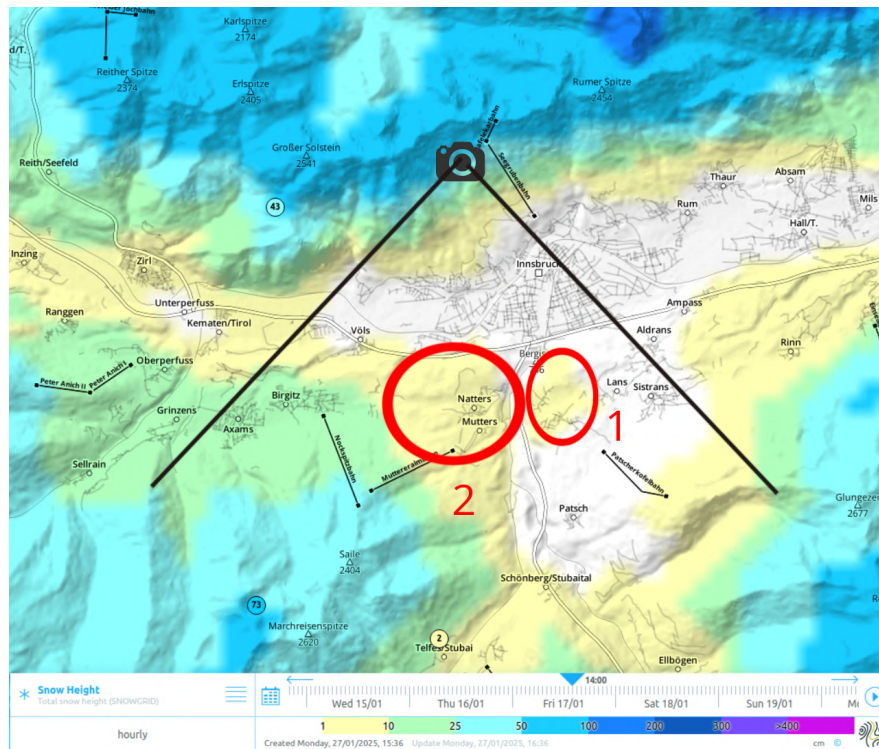 Karlspitze
2174
d/T.
Reither Spitze
2374
Erlspitze
2405
Rumer Spitze
2454
Großer Solstein
2541
Seegrubenbahn
Reith/Seefeld
Thaur
Absam
Mils
43
Rum
Hall/T.
Inzing
Zirl
Innsbruck
Unterperfuss
Ampass
Ranggen
Kematen/Tirol
Völs
Aldrans
Rinn
Oberperfuss
Peter Anich II
Peter Anich I
Lans
Sistrans
Birgitz
Natters
Grinzens
Axams
Mutters
1
Nockspitzbahn
Sellrain
Patscherkofelbahn
2
Patsch
2677
Saile
2404
Schönberg/Stubaital
73
Marchreisenspitze
2620
2
Telfes/Stubai
Ellbögen
Snow Height
Total snow height (SNOWGRID)
14:00
Wed 15/01 Thu 16/01 Fri 17/01 Sat 18/01 Sun 19/01
hourly
1 10 25 50 100 200 300 >400
Created Monday, 27/01/2025, 15:36 Update Monday, 27/01/2025, 16:36 cm ©